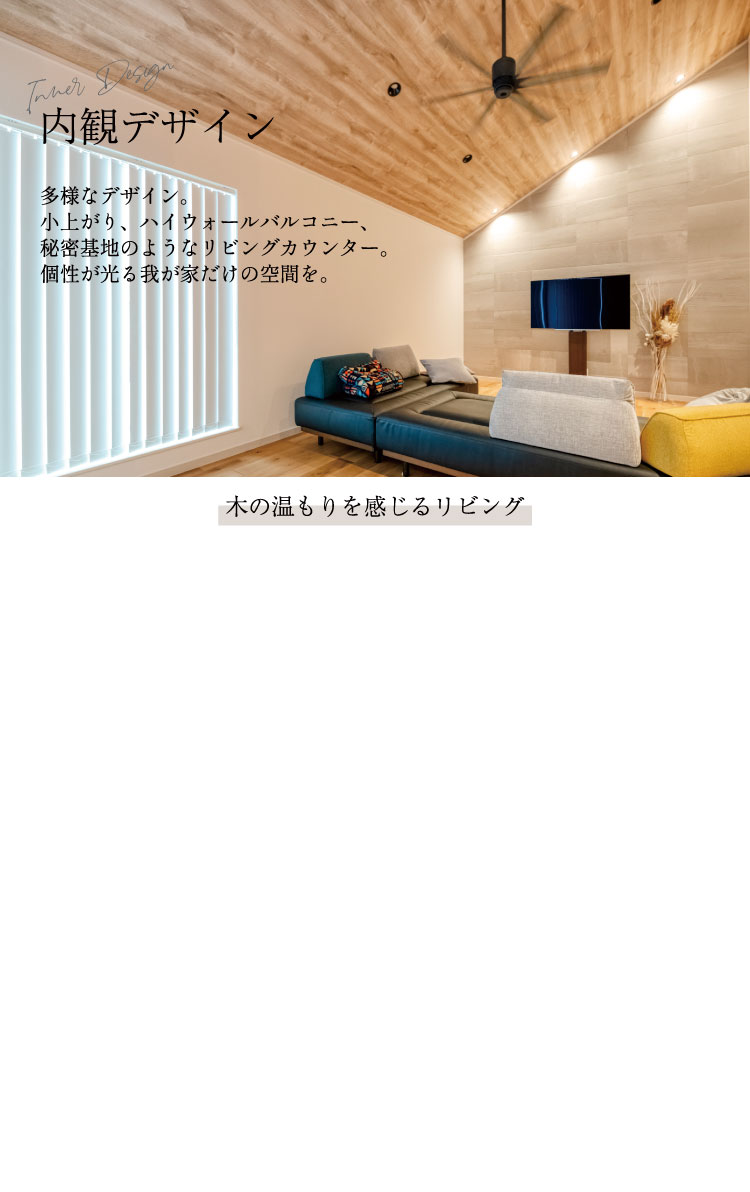 Inner Design
内観デザイン
多様なデザイン。
小上がり、ハイウォールバルコニー、
秘密基地のようなリビングカウンター。
個性が光る我が家だけの空間を。
木の温もりを感じるリビング